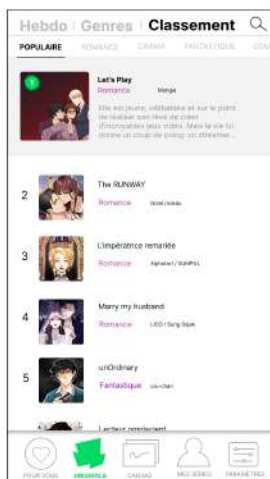 Hebdo Genres Classement
POPULAIRE ROMANCE DRAMA FANTASTIQUE
1
Let's Play
Romance Mongie
Elle est jeune, célibataire et sur le point
de réaliser son rêve de créer
d'incroyables jeux vidéo. Mais la vie lui
donne un coup de poing: un streamer...
2
The RUNWAY
Romance
3
L'impératrice remariée
Romance Alphatart / SUMPUL
4
Marry my husband
Romance LICO / Sung Sojak
5
unOrdinary
Fantastique uru-chan
Lecteur omniscient
POUR VOUS ORIGINALS CANVAS MES SÉRIES PARAMÈTRES